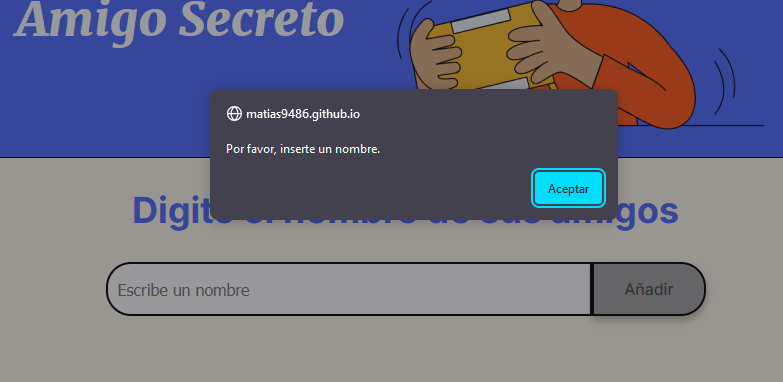 Amigo Secreto
matias9486.github.io
Por favor, inserte un nombre.
Aceptar
Digite el nombre de sus amigos
Escribe un nombre
Añadir